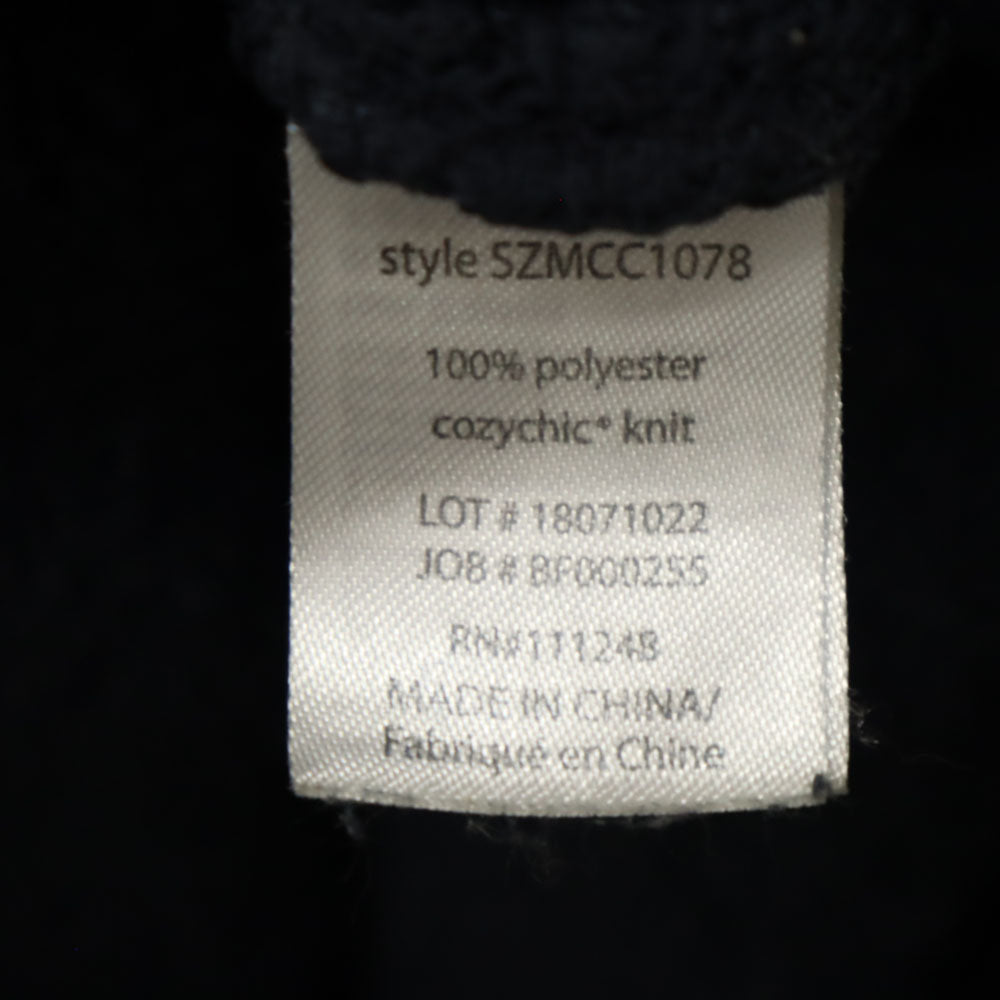 style SZMCC1078
100% polyester
cozychic® knit
LOT # 18071022
JOB # BF000255
RN#111248
MADE IN CHINA/
Fabriqué en Chine